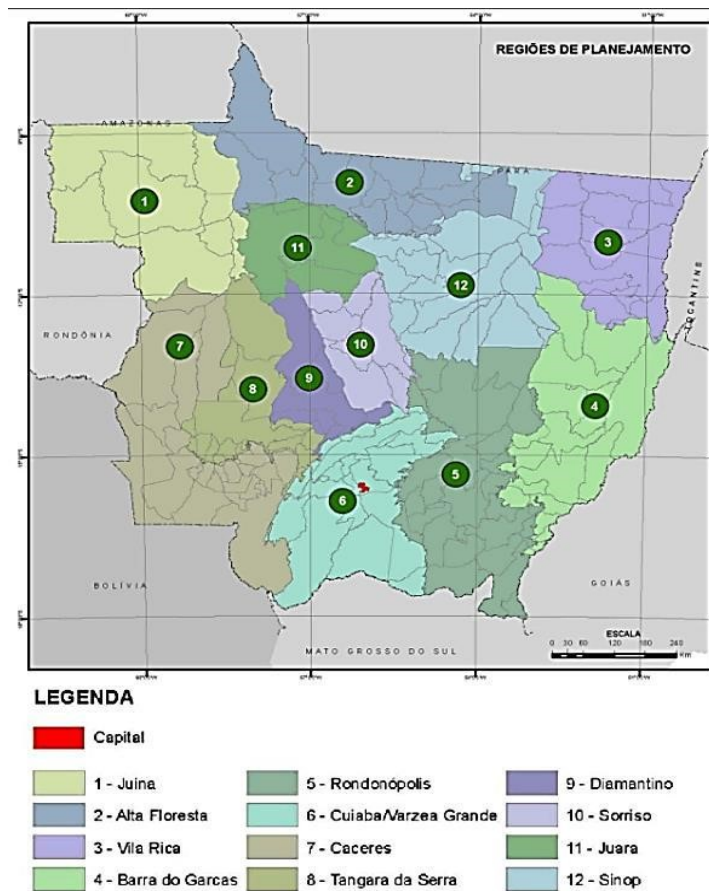 REGIÕES DE PLANEJAMENTO
AMAZONAS
PARÁ
2
1
3
11
12
TOCANTINS
RONDÔNIA
7
10
9
8
4
5
6
BOLÍVIA
GOIÁS
ESCALA
0 30 60 120 180 240
Km
MATO GROSSO DO SUL
LEGENDA
Capital
1 - Juina
5 - Rondonópolis
9 - Diamantino
2 - Alta Floresta
6 - Cuiaba/Varzea Grande
10 - Sorriso
3 - Vila Rica
7 - Caceres
11 - Juara
4 - Barra do Garcas
8 - Tangara da Serra
12 - Sinop